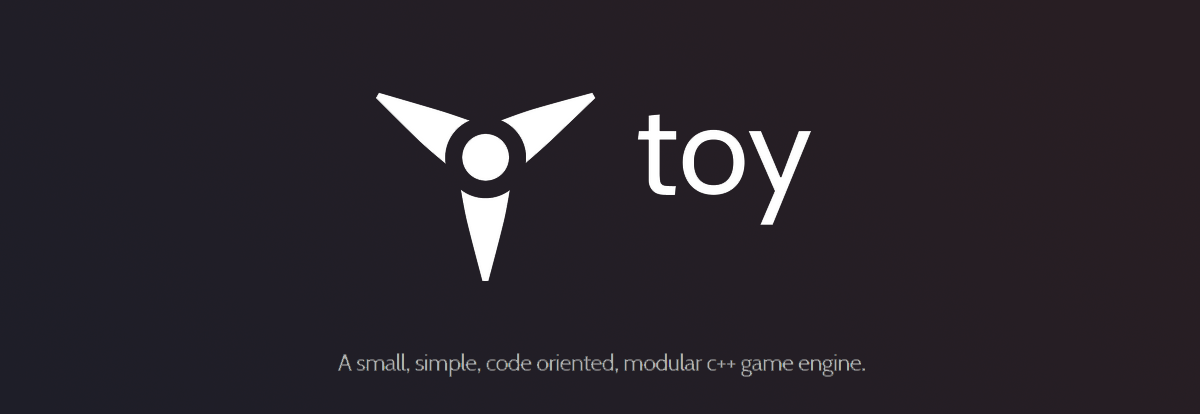 toy
A small, simple, code oriented, modular c++ game engine.